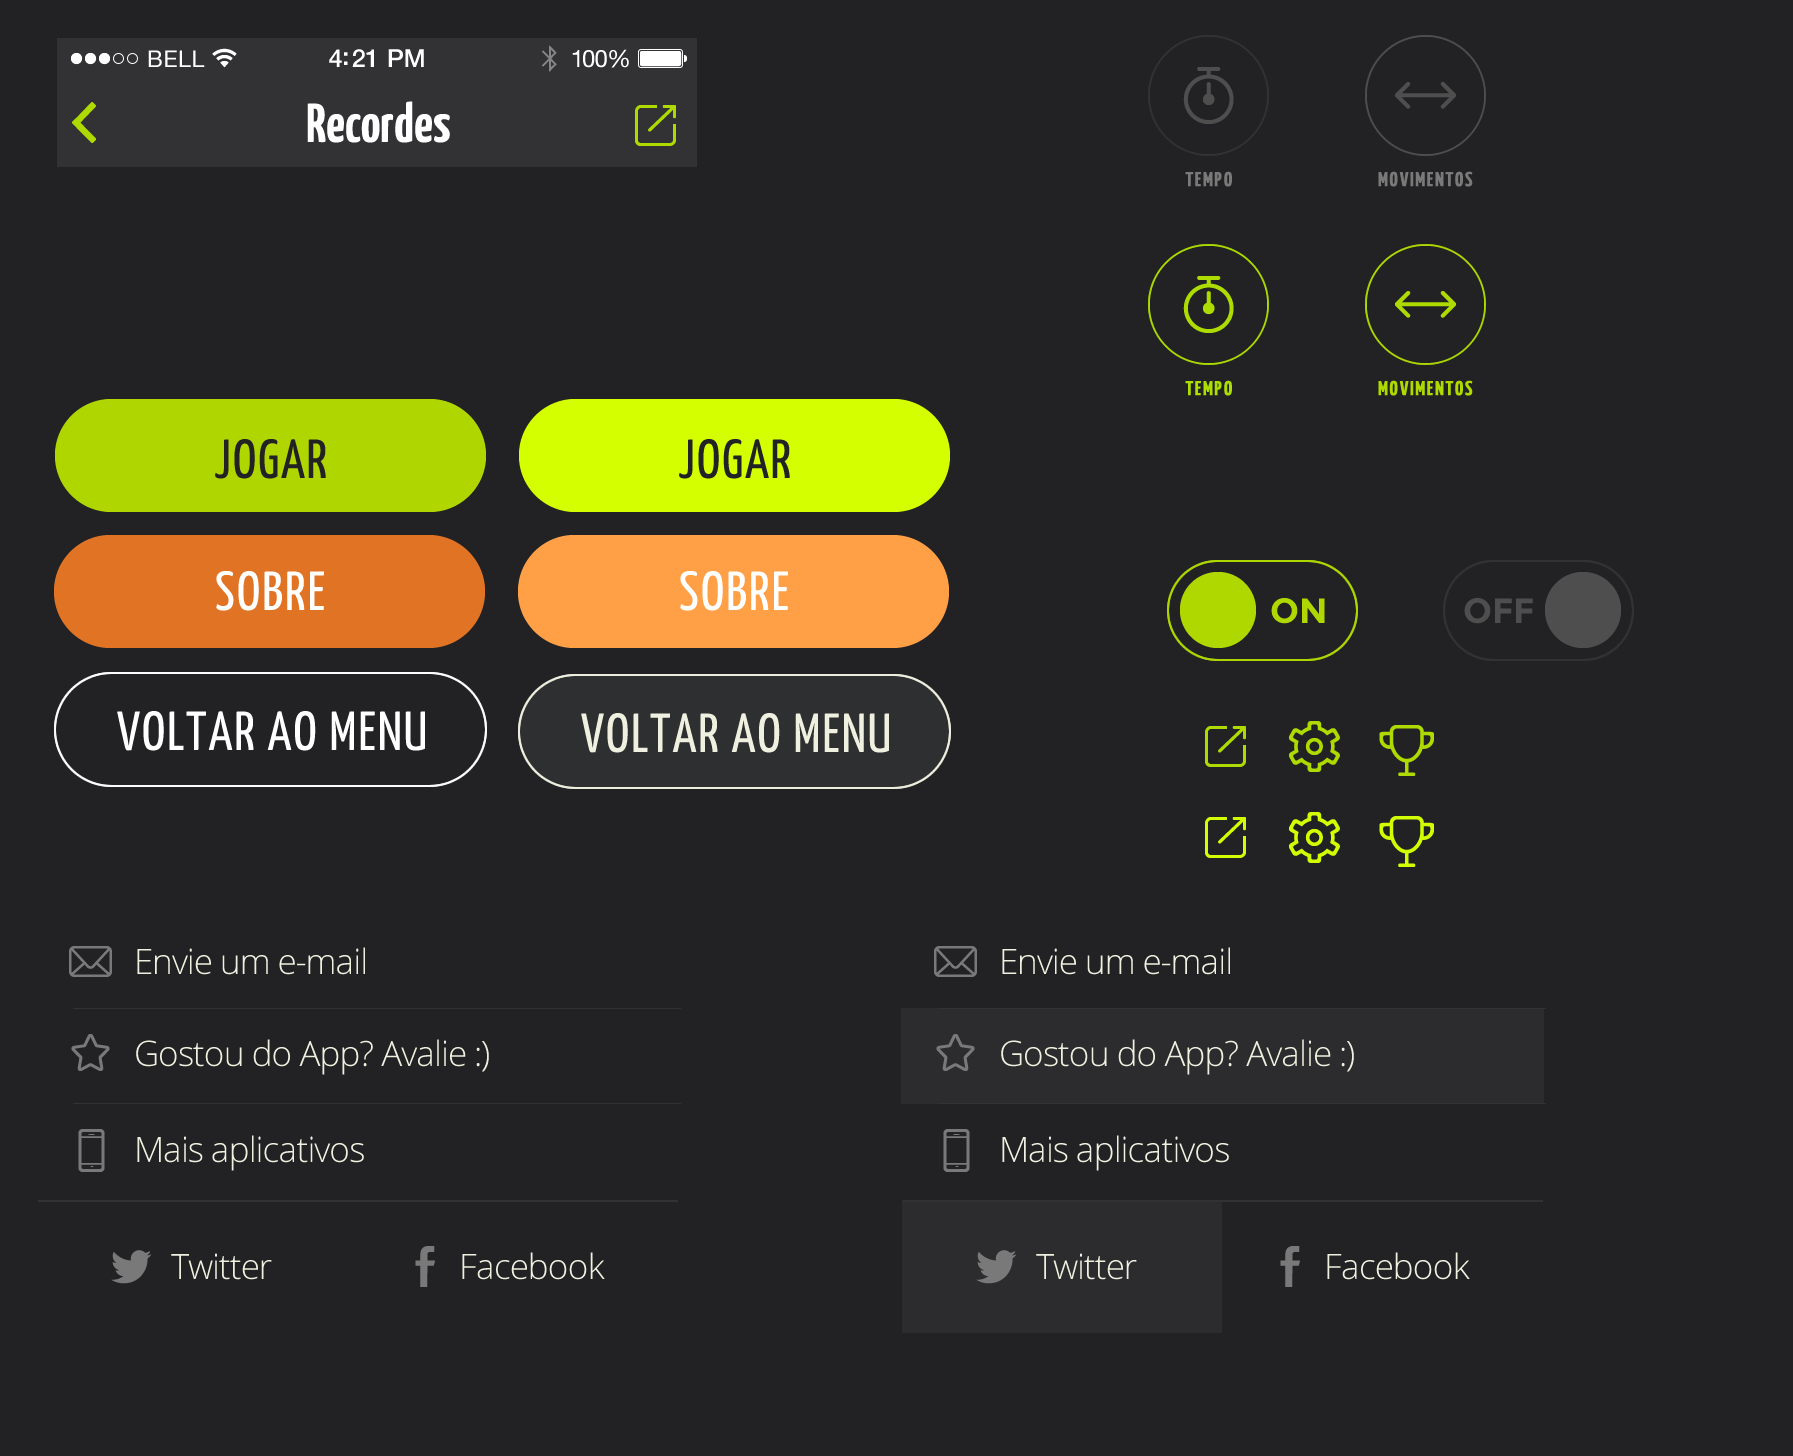 BELL 4:21 PM 100%
Recordes
TEMPO MOVIMENTOS
TEMPO MOVIMENTOS
JOGAR JOGAR
SOBRE SOBRE
ON OFF
VOLTAR AO MENU VOLTAR AO MENU
Envie um e-mail Envie um e-mail
Gostou do App? Avalie :) Gostou do App? Avalie :)
Mais aplicativos Mais aplicativos
Twitter Facebook Twitter Facebook